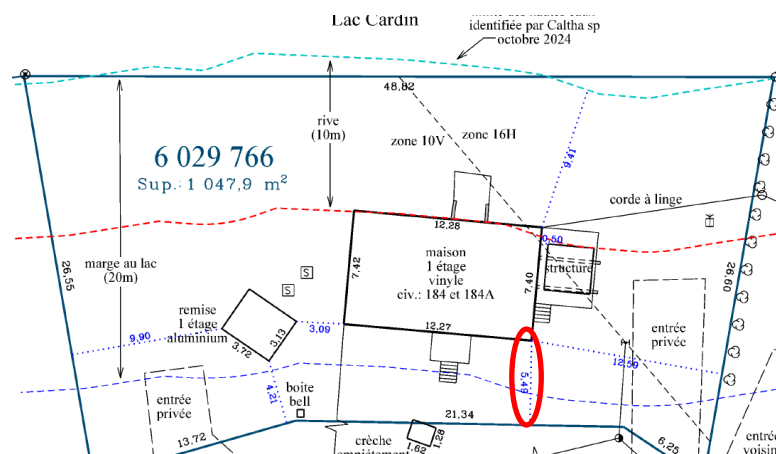 Lac Cardin
identifiée par Caltha sp
octobre 2024
48,82
rive
(10m)
zone 10V
zone 16H
9,41
6 029 766
Sup.: 1 047,9 m²
corde à linge
12,28
0,50
maison
1 étage
vinyle
civ.: 184 et 184A
7,42
7,40
structure
marge au lac
(20m)
26,55
26,60
S
S
remise
1 étage
aluminium
3,13
3,72
3,09
9,90
12,27
entrée
privée
12,59
5,49
4,21
boite
bell
entrée
privée
21,34
13,72
crèche
1,28
1,62
6,25
entrée